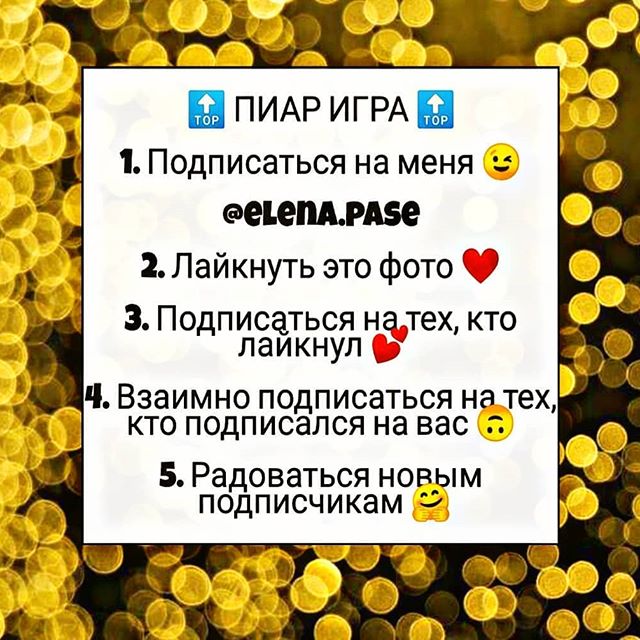 🔝 ПИАР ИГРА 🔝
1. Подписаться на меня 😉
@eLenA.pAse
2. Лайкнуть это фото ❤️
3. Подписаться на тех, кто
лайкнул 💕
4. Взаимно подписаться на тех,
кто подписался на вас 🙃
5. Радоваться новым
подписчикам 🤗